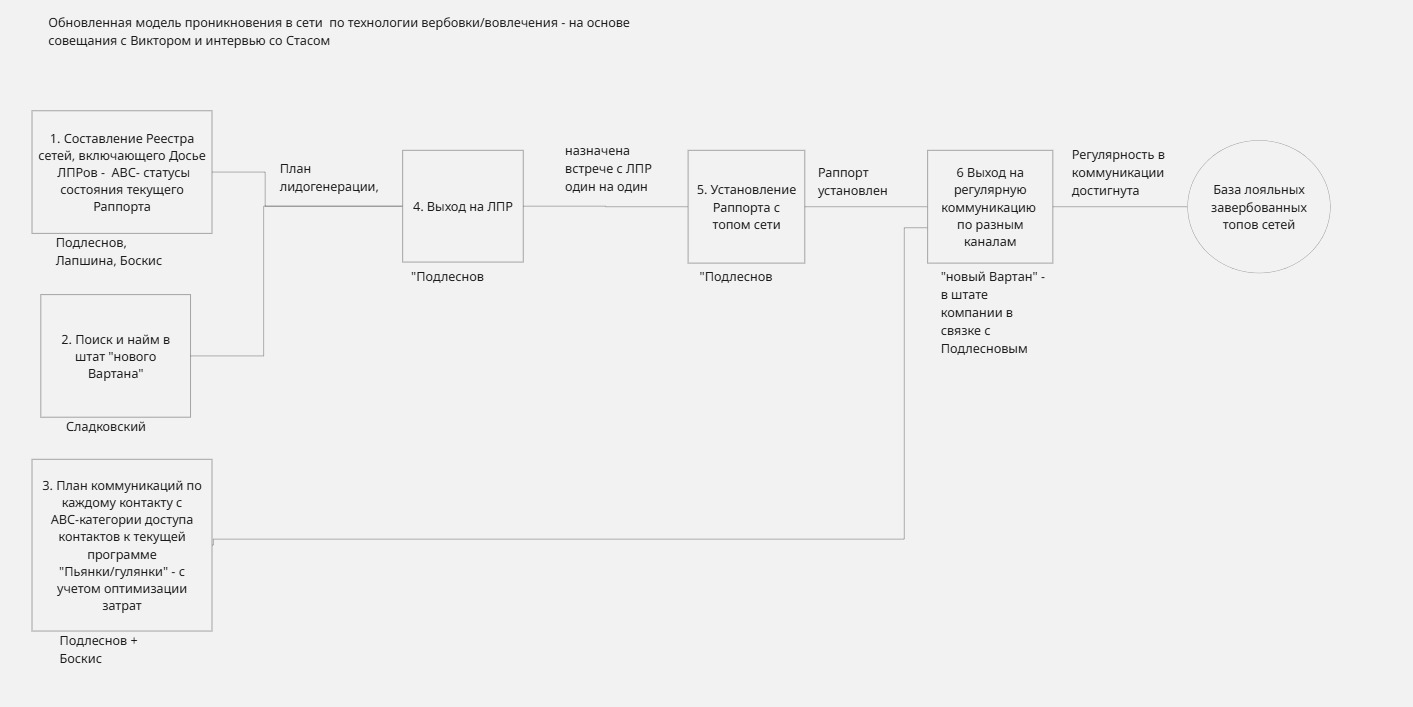 Обновленная модель проникновения в сети  по технологии вербовки/вовлечения - на основе
совещания с Виктором и интервью со Стасом
1. Составление Реестра
сетей, включающего Досье
ЛПРов -  АВС- статусы
состояния текущего
Раппорта
Подлеснов,
Лапшина, Боскис
2. Поиск и найм в
штат "нового
Вартана"
Сладковский
3. План коммуникаций по
каждому контакту с
АВС-категории доступа
контактов к текущей
программе
"Пьянки/гулянки" - с
учетом оптимизации
затрат
Подлеснов +
Боскис
План
лидогенерации,
4. Выход на ЛПР
"Подлеснов
назначена
встрече с ЛПР
один на один
5. Установление
Раппорта с
топом сети
"Подлеснов
Раппорт
установлен
6 Выход на
регулярную
коммуникацию
по разным
каналам
"новый Вартан" -
в штате
компании в
связке с
Подлесновым
Регулярность в
коммуникации
достигнута
База лояльных
завербованных
топов сетей